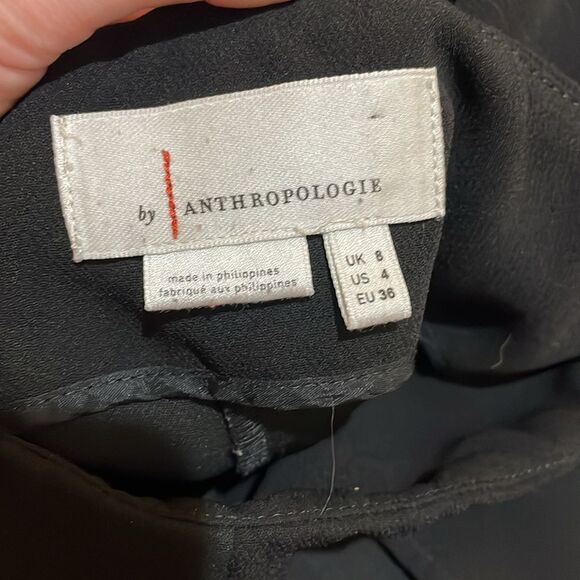 by ANTHROPOLOGIE
made in philippines
fabriqué aux philippines
UK 8
US 4
EU 36